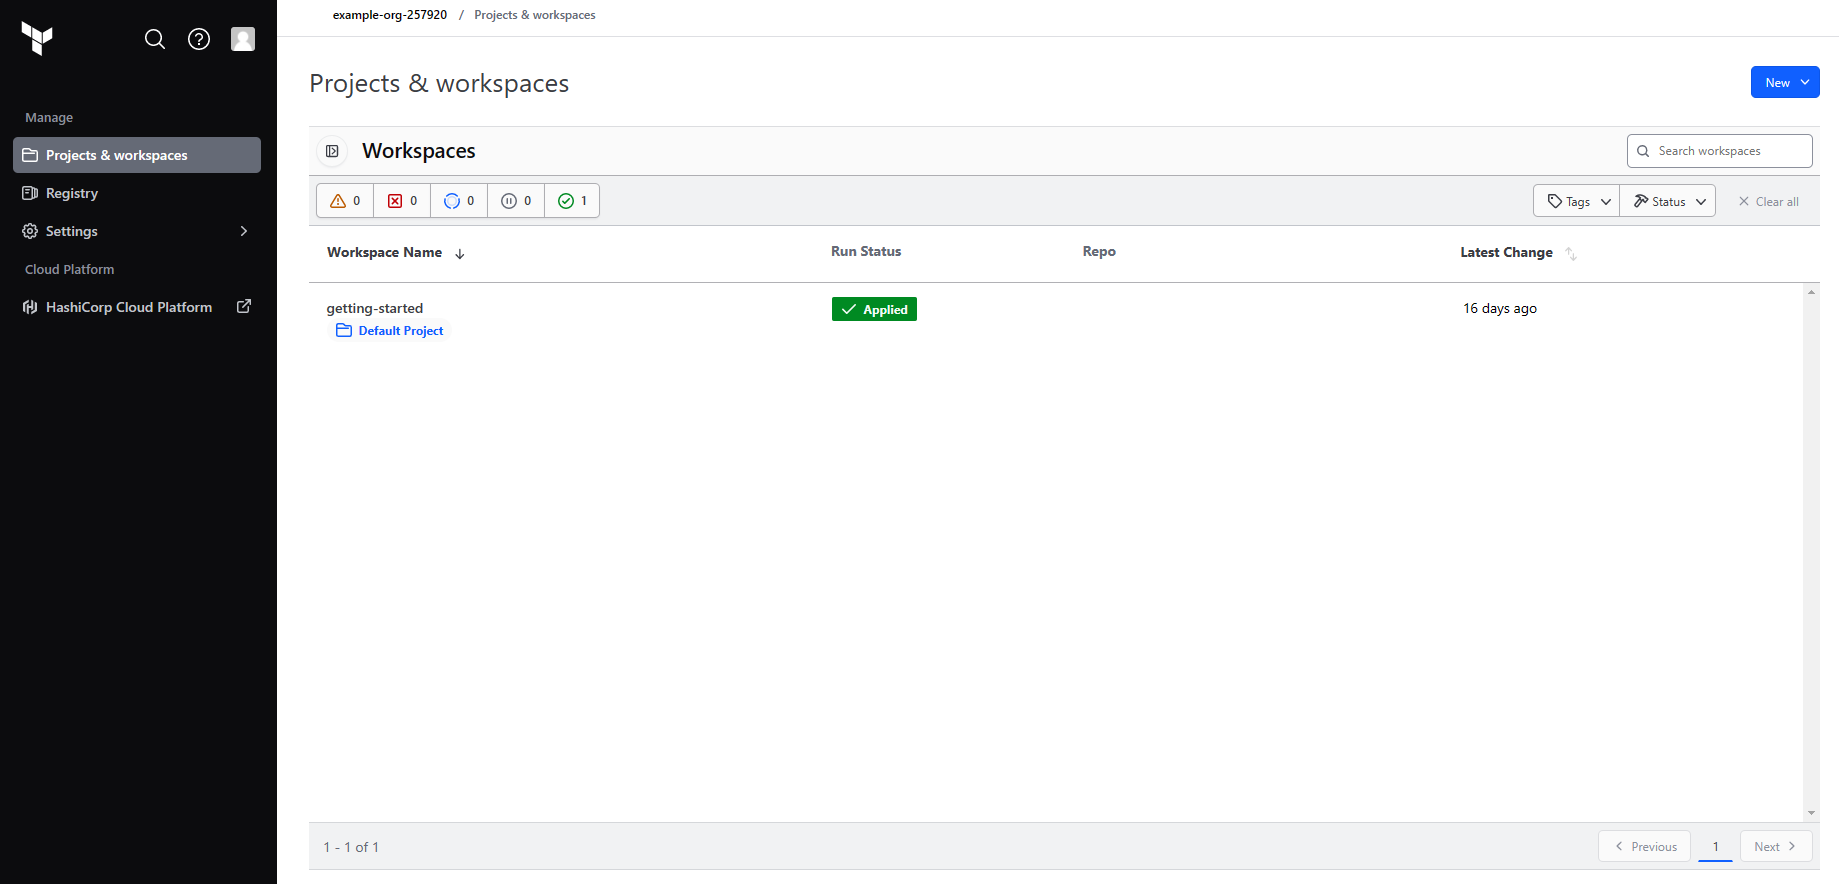 example-org-257920 / Projects & workspaces
Manage
Projects & workspaces
Registry
Settings
Cloud Platform
HashiCorp Cloud Platform
Projects & workspaces
New
Workspaces
Search workspaces
0 0 0 0 1
Tags Status Clear all
Workspace Name Run Status Repo Latest Change
getting-started Applied 16 days ago
Default Project
1 - 1 of 1
Previous 1 Next